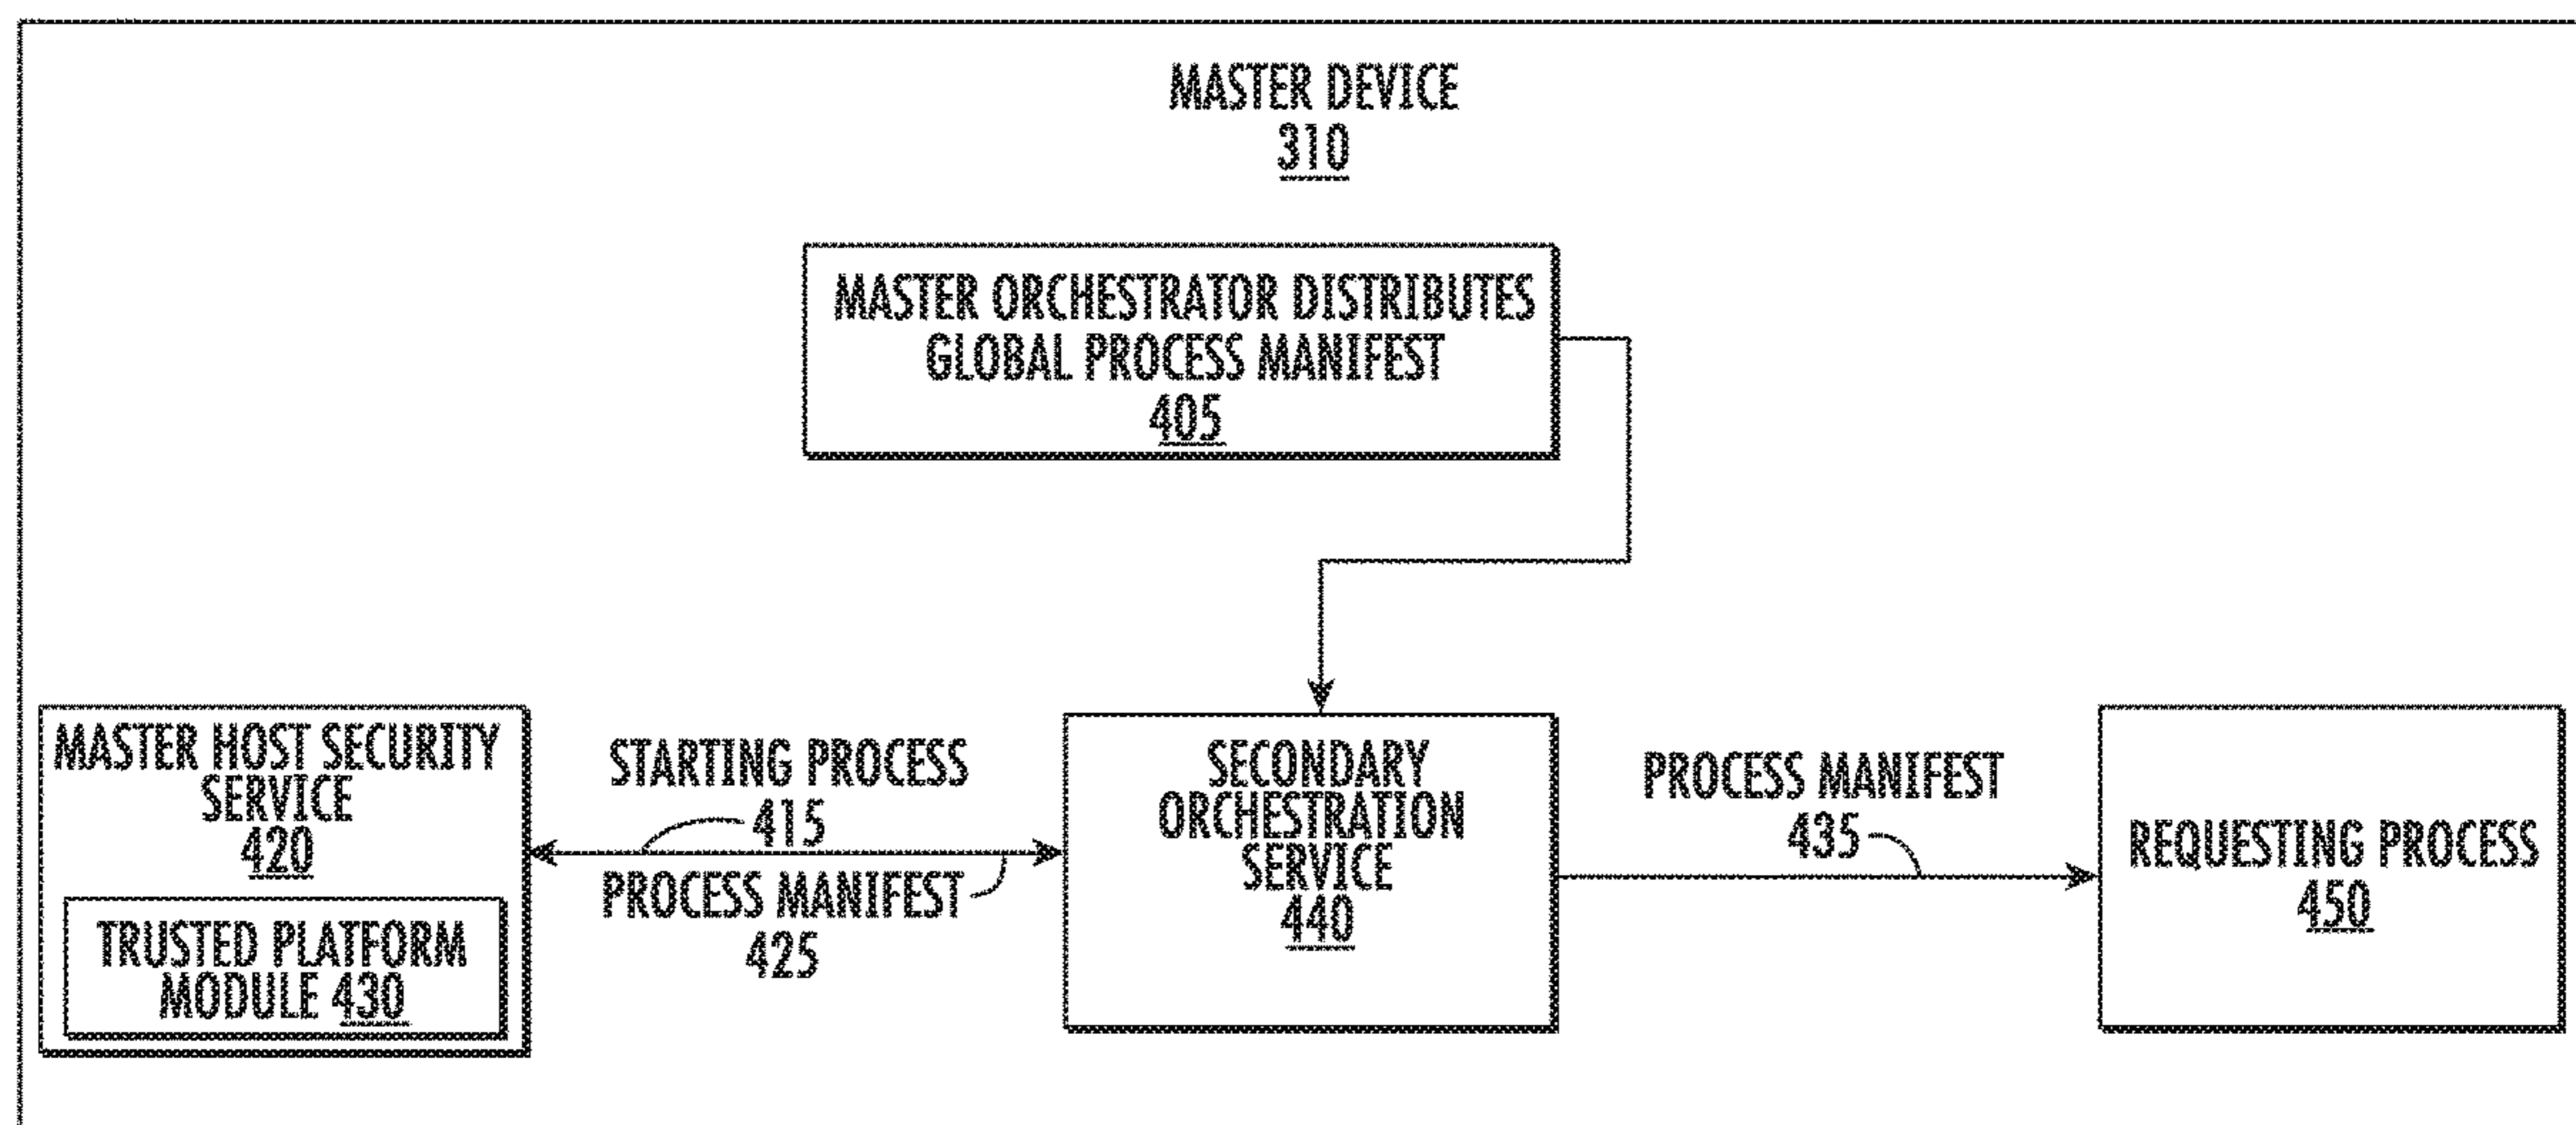 MASTER DEVICE
310
MASTER ORCHESTRATOR DISTRIBUTES
GLOBAL PROCESS MANIFEST
405
MASTER HOST SECURITY
SERVICE
420
TRUSTED PLATFORM
MODULE 430
STARTING PROCESS
415
PROCESS MANIFEST
425
SECONDARY
ORCHESTRATION
SERVICE
440
PROCESS MANIFEST
435
REQUESTING PROCESS
450